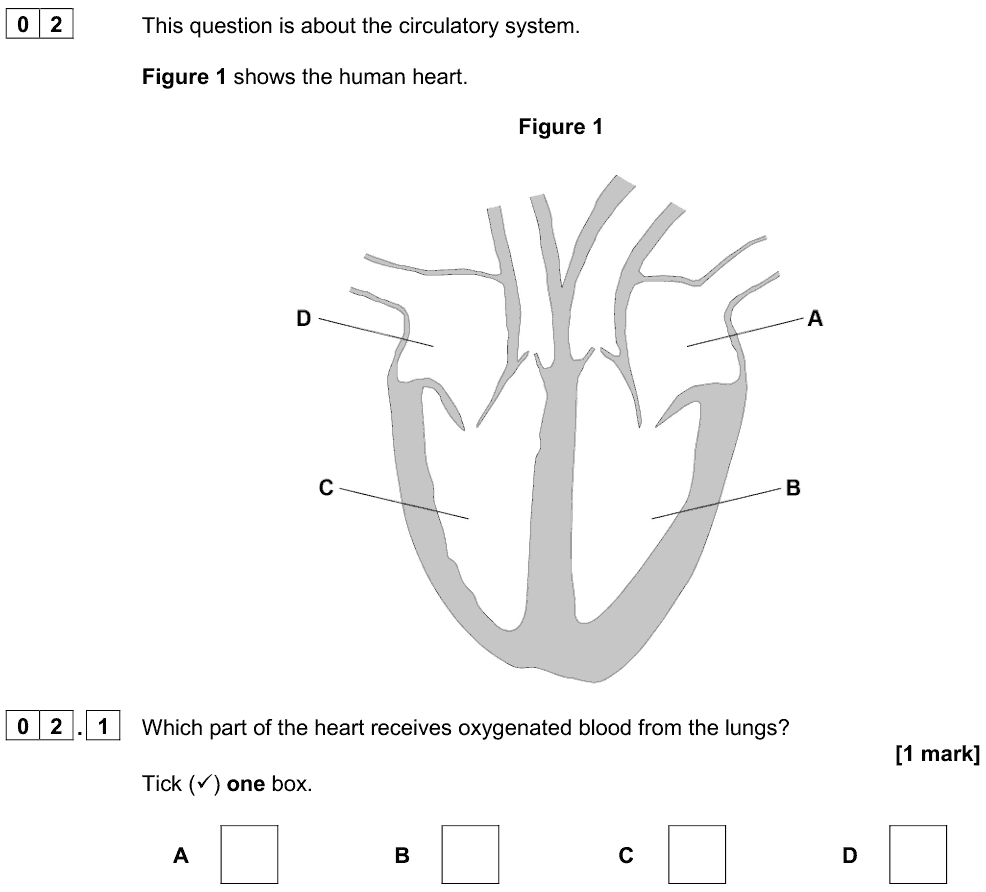 0 2 This question is about the circulatory system.
Figure 1 shows the human heart.
Figure 1
D
A
C
B
0 2 . 1 Which part of the heart receives oxygenated blood from the lungs?
[1 mark]
Tick (✓) one box.
A B C D